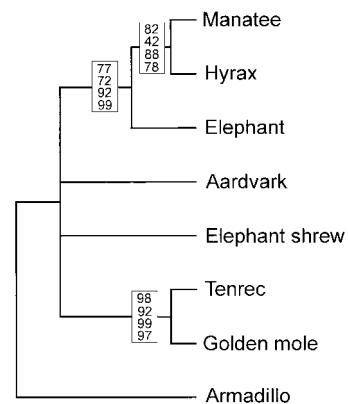 Manatee
82
42
88
78
Hyrax
77
72
92
99
Elephant
Aardvark
Elephant shrew
Tenrec
98
92
99
97
Golden mole
Armadillo